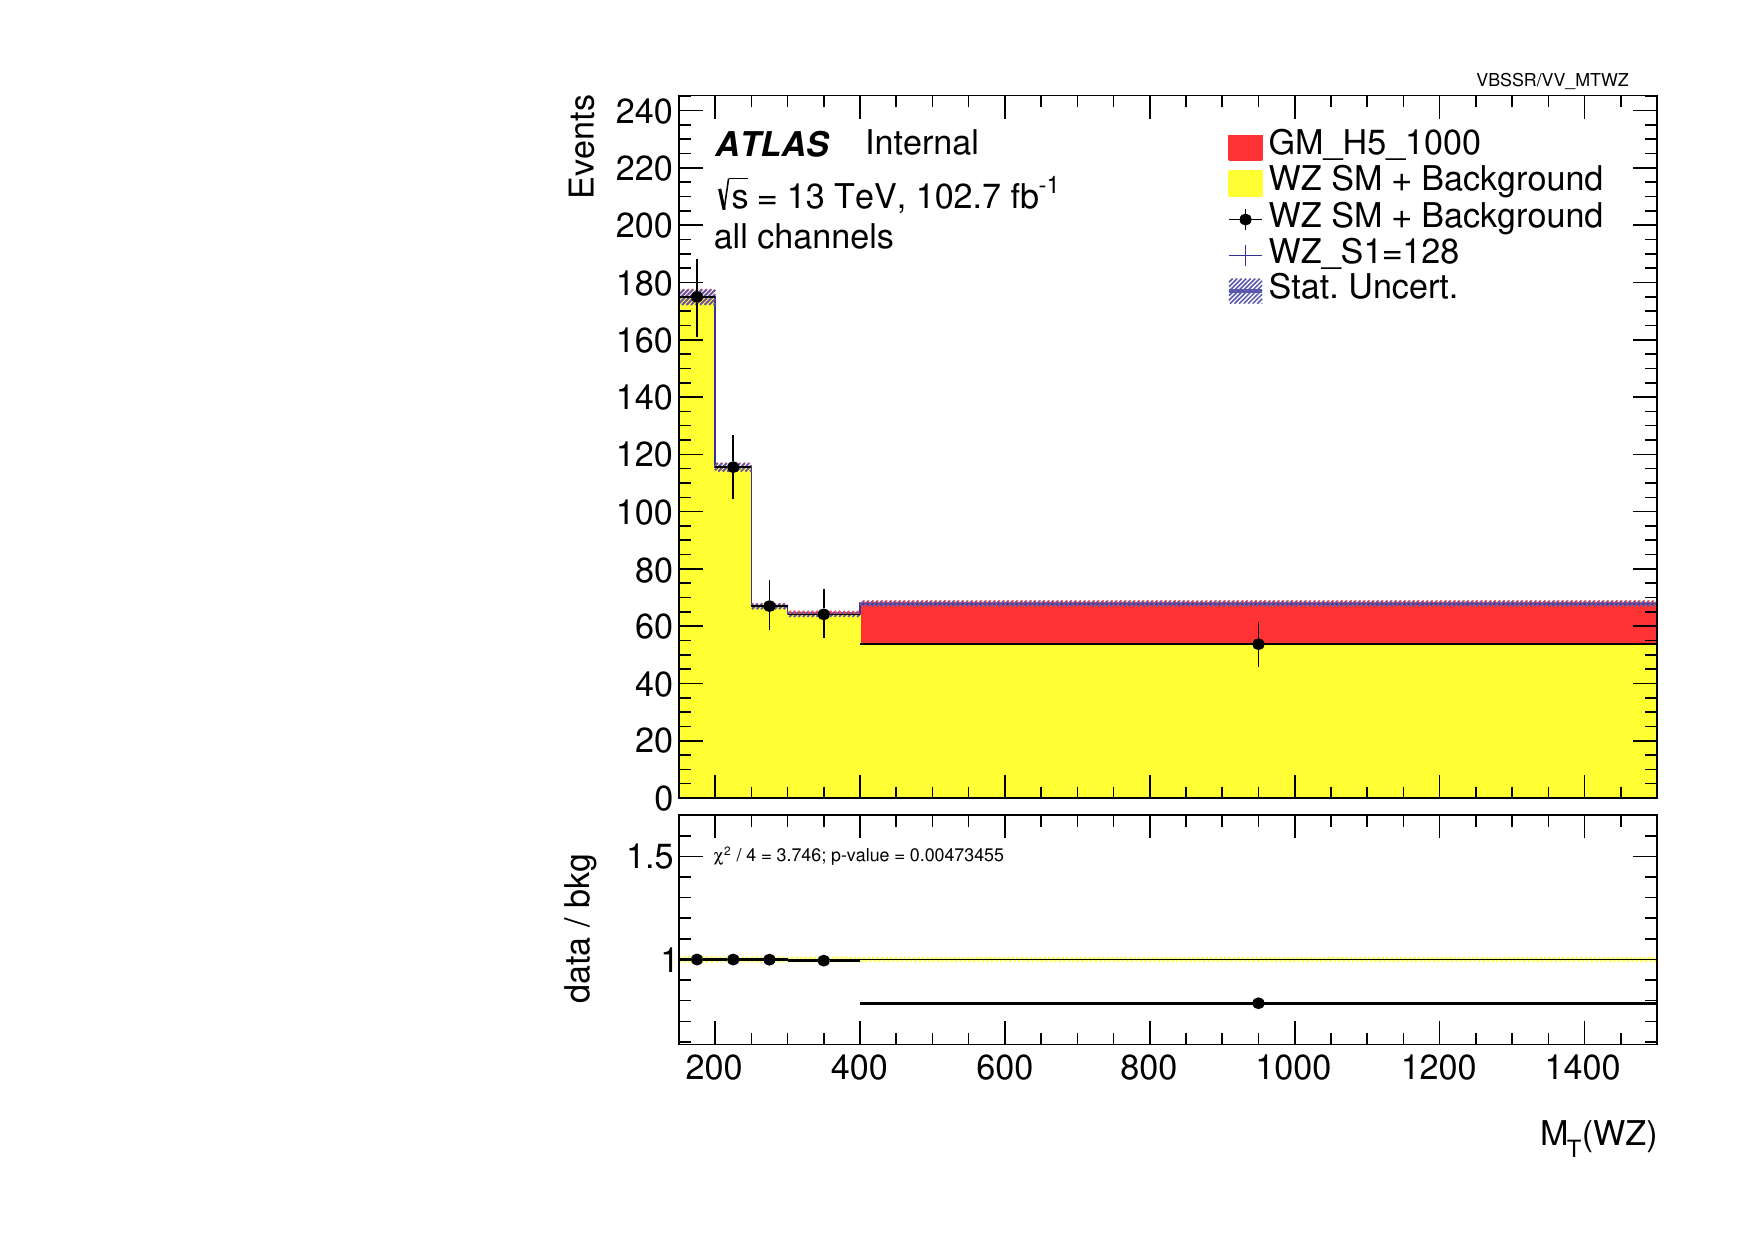 VBSSR/VV_MTWZ
Events
240
220
200
180
160
140
120
100
80
60
40
20
0
ATLAS Internal
√s = 13 TeV, 102.7 fb⁻¹
all channels
GM_H5_1000
WZ SM + Background
WZ SM + Background
WZ_S1=128
Stat. Uncert.
data / bkg
1.5
1
χ² / 4 = 3.746; p-value = 0.00473455
200 400 600 800 1000 1200 1400
M_T(WZ)